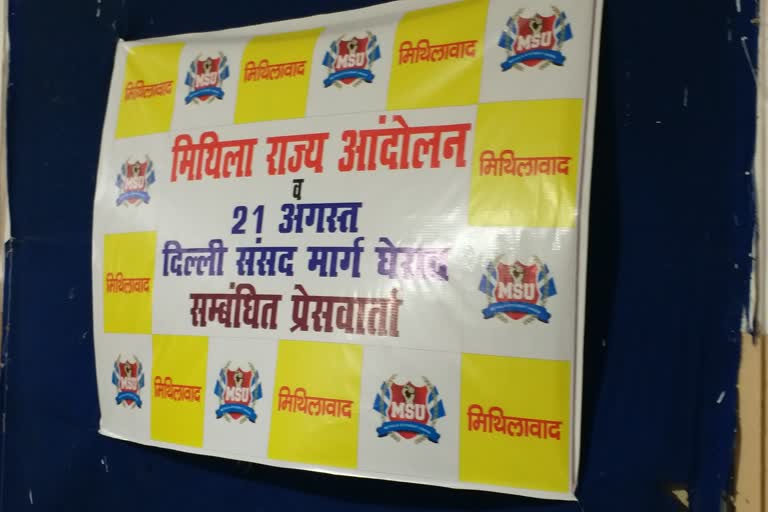 मिथिलावाद MSU मिथिलावाद MSU मिथिलावाद MSU
MSU मिथिला राज्य आंदोलन मिथिलावाद
व
21 अगस्त
दिल्ली संसद मार्ग घेराव
मिथिलावाद MSU
सम्बंधित प्रेसवार्ता
MSU मिथिलावाद MSU मिथिलावाद MSU मिथिलावाद